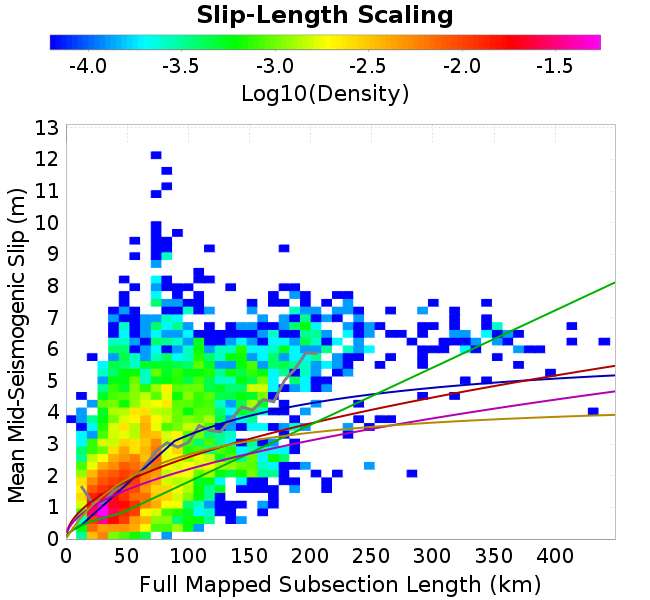 Slip-Length Scaling
-4.0 -3.5 -3.0 -2.5 -2.0 -1.5
Log10(Density)
13
12
11
10
9
8
7
6
5
4
3
2
1
0
Mean Mid-Seismogenic Slip (m)
0 50 100 150 200 250 300 350 400
Full Mapped Subsection Length (km)